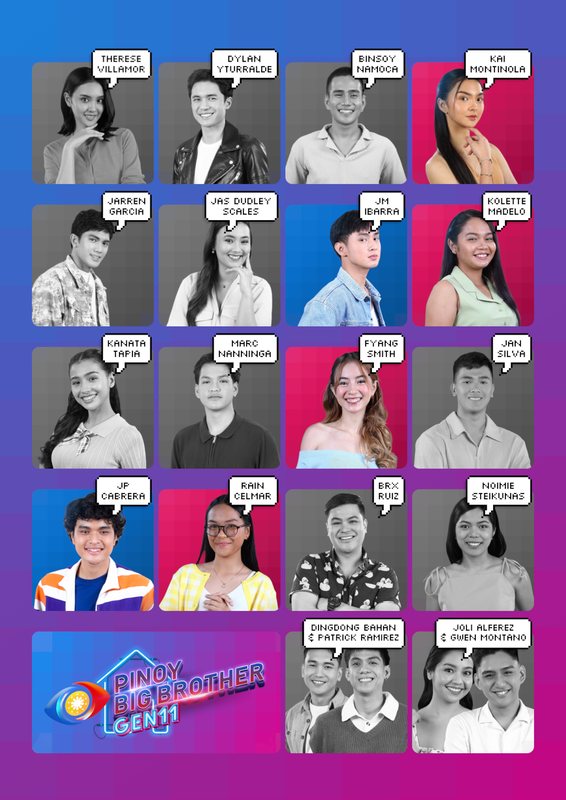 THERESE
VILLAMOR
DYLAN
YTURRALDE
BINSOY
NAMOCA
KAI
MONTINOLA
JARREN
GARCIA
JAS DUDLEY
SCALES
JM
IBARRA
KOLETTE
MADELO
KANATA
TAPIA
MARC
NANNINGA
FYANG
SMITH
JAN
SILVA
JP
CABRERA
RAIN
CELMAR
BRX
RUIZ
NOIMIE
STEIKUNAS
PINOY
BIG BROTHER
GEN11
DINGDONG BAHAN
& PATRICK RAMIREZ
JOLI ALFEREZ
& GWEN MONTANO